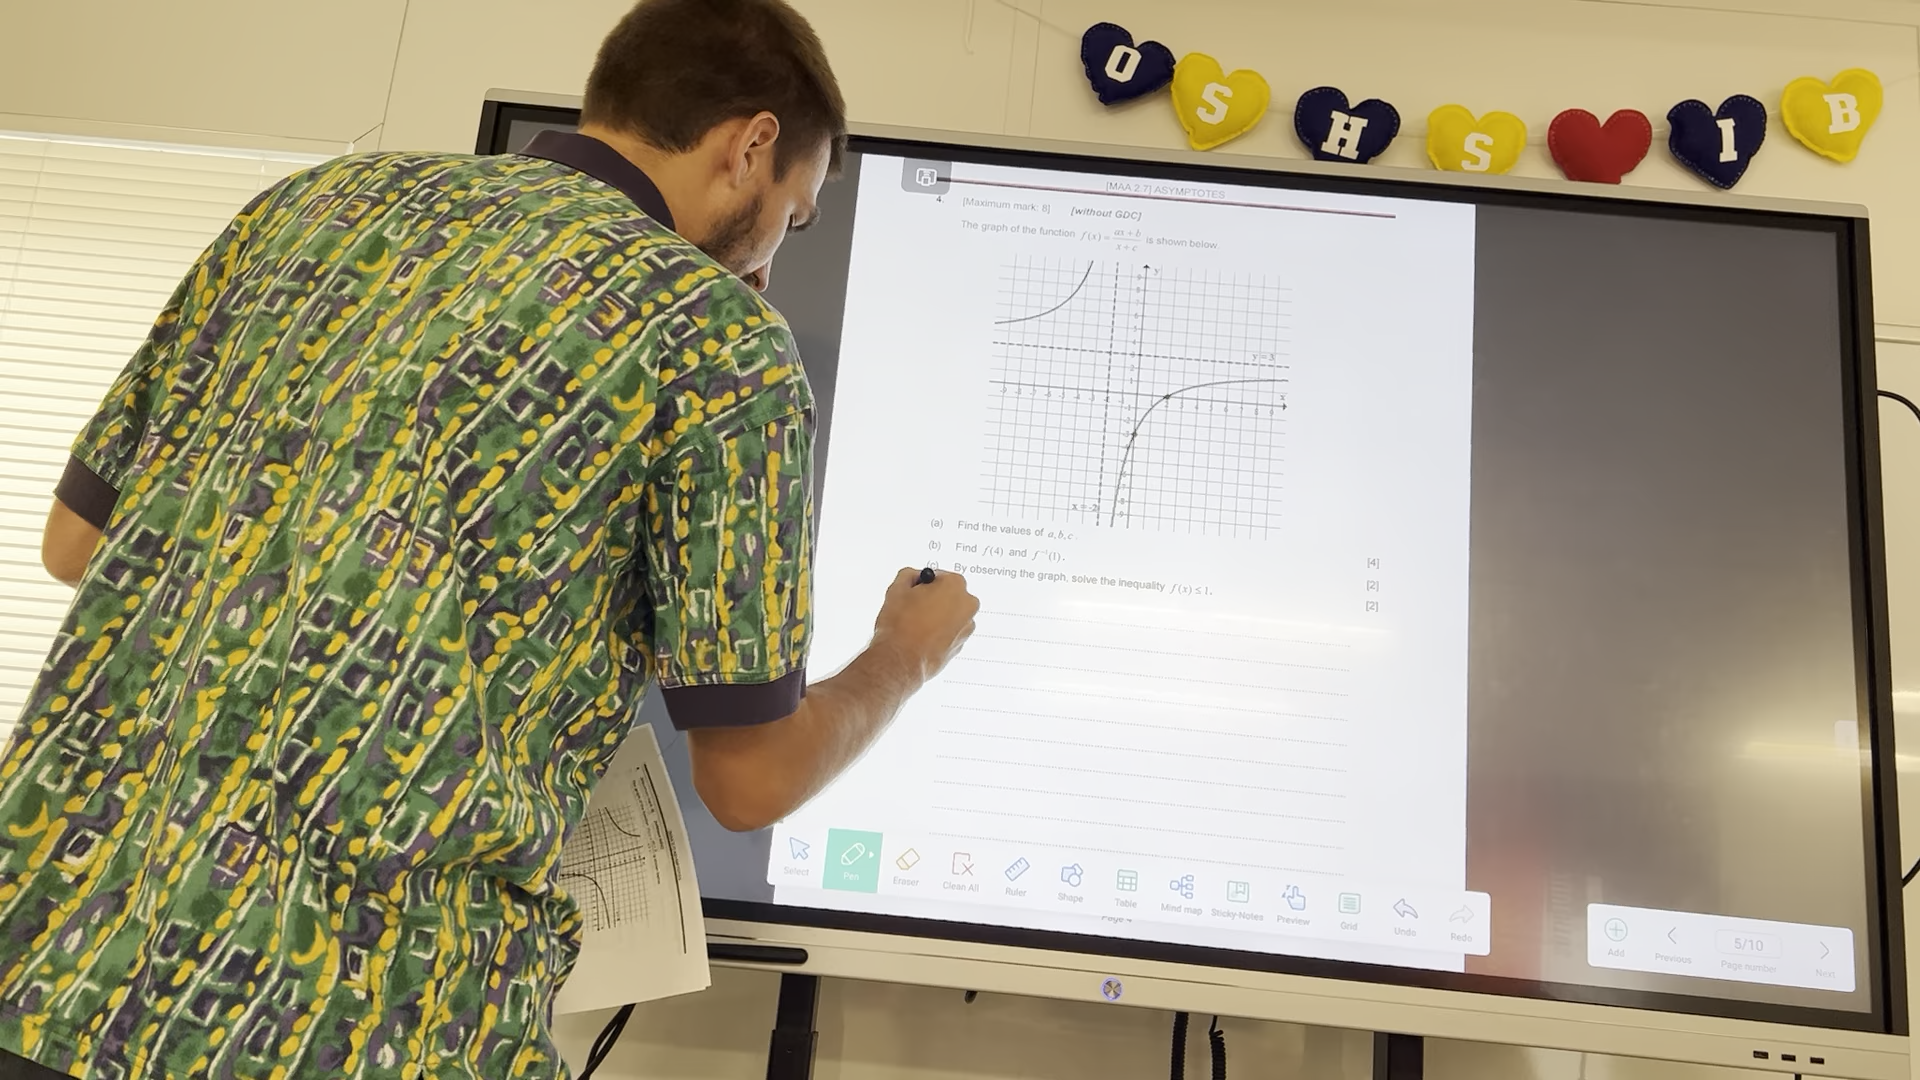 O S H S I B
[MAA 2.7] ASYMPTOTES
4. [Maximum mark: 8] [without GDC]
The graph of the function f(x) = (ax + b)/(x + c) is shown below
y
y = 3
x
x = -2
(a) Find the values of a, b, c. [4]
(b) Find f(4) and f⁻¹(1). [2]
(c) By observing the graph, solve the inequality f(x) ≤ 1. [2]
Select Pen Eraser Clean All Ruler Shape Table Mind map Sticky-Notes Preview Grid Undo Redo
Page 4
Add Previous 5/10 Page number Next